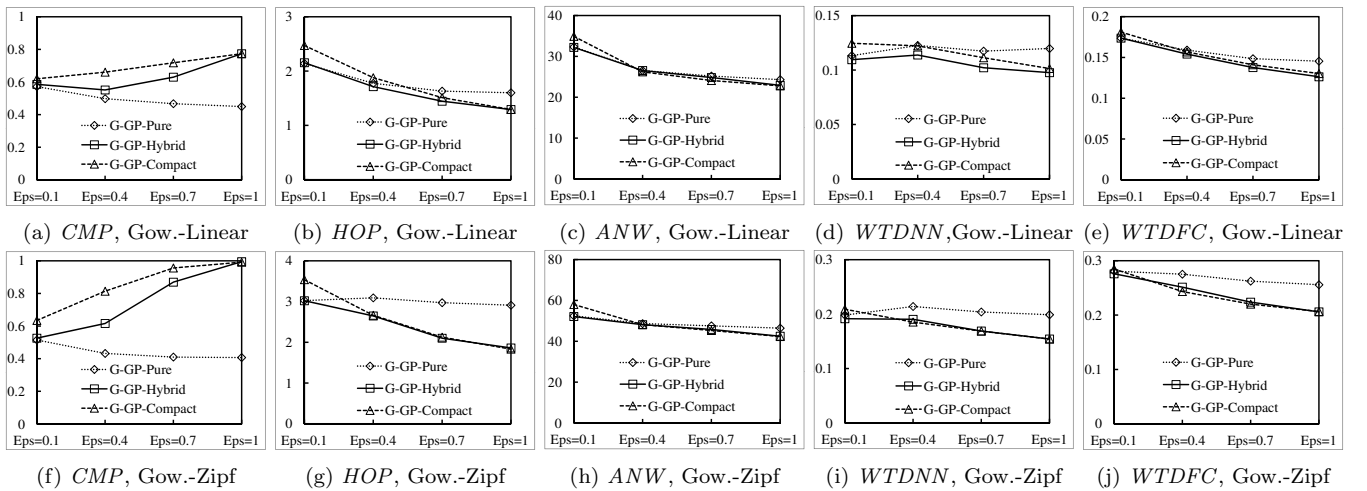 1
0.8
0.6
0.4
0.2
0
G-GP-Pure
G-GP-Hybrid
G-GP-Compact
Eps=0.1 Eps=0.4 Eps=0.7 Eps=1
(a) CMP, Gow.-Linear
3
2
1
0
G-GP-Pure
G-GP-Hybrid
G-GP-Compact
Eps=0.1 Eps=0.4 Eps=0.7 Eps=1
(b) HOP, Gow.-Linear
40
30
20
10
0
G-GP-Pure
G-GP-Hybrid
G-GP-Compact
Eps=0.1 Eps=0.4 Eps=0.7 Eps=1
(c) ANW, Gow.-Linear
0.15
0.1
0.05
0
G-GP-Pure
G-GP-Hybrid
G-GP-Compact
Eps=0.1 Eps=0.4 Eps=0.7 Eps=1
(d) WTDNN,Gow.-Linear
0.2
0.15
0.1
0.05
0
G-GP-Pure
G-GP-Hybrid
G-GP-Compact
Eps=0.1 Eps=0.4 Eps=0.7 Eps=1
(e) WTDFC, Gow.-Linear
1
0.8
0.6
0.4
0.2
0
G-GP-Pure
G-GP-Hybrid
G-GP-Compact
Eps=0.1 Eps=0.4 Eps=0.7 Eps=1
(f) CMP, Gow.-Zipf
4
3
2
1
0
G-GP-Pure
G-GP-Hybrid
G-GP-Compact
Eps=0.1 Eps=0.4 Eps=0.7 Eps=1
(g) HOP, Gow.-Zipf
80
60
40
20
0
G-GP-Pure
G-GP-Hybrid
G-GP-Compact
Eps=0.1 Eps=0.4 Eps=0.7 Eps=1
(h) ANW, Gow.-Zipf
0.3
0.2
0.1
0
G-GP-Pure
G-GP-Hybrid
G-GP-Compact
Eps=0.1 Eps=0.4 Eps=0.7 Eps=1
(i) WTDNN, Gow.-Zipf
0.3
0.2
0.1
0
G-GP-Pure
G-GP-Hybrid
G-GP-Compact
Eps=0.1 Eps=0.4 Eps=0.7 Eps=1
(j) WTDFC, Gow.-Zipf